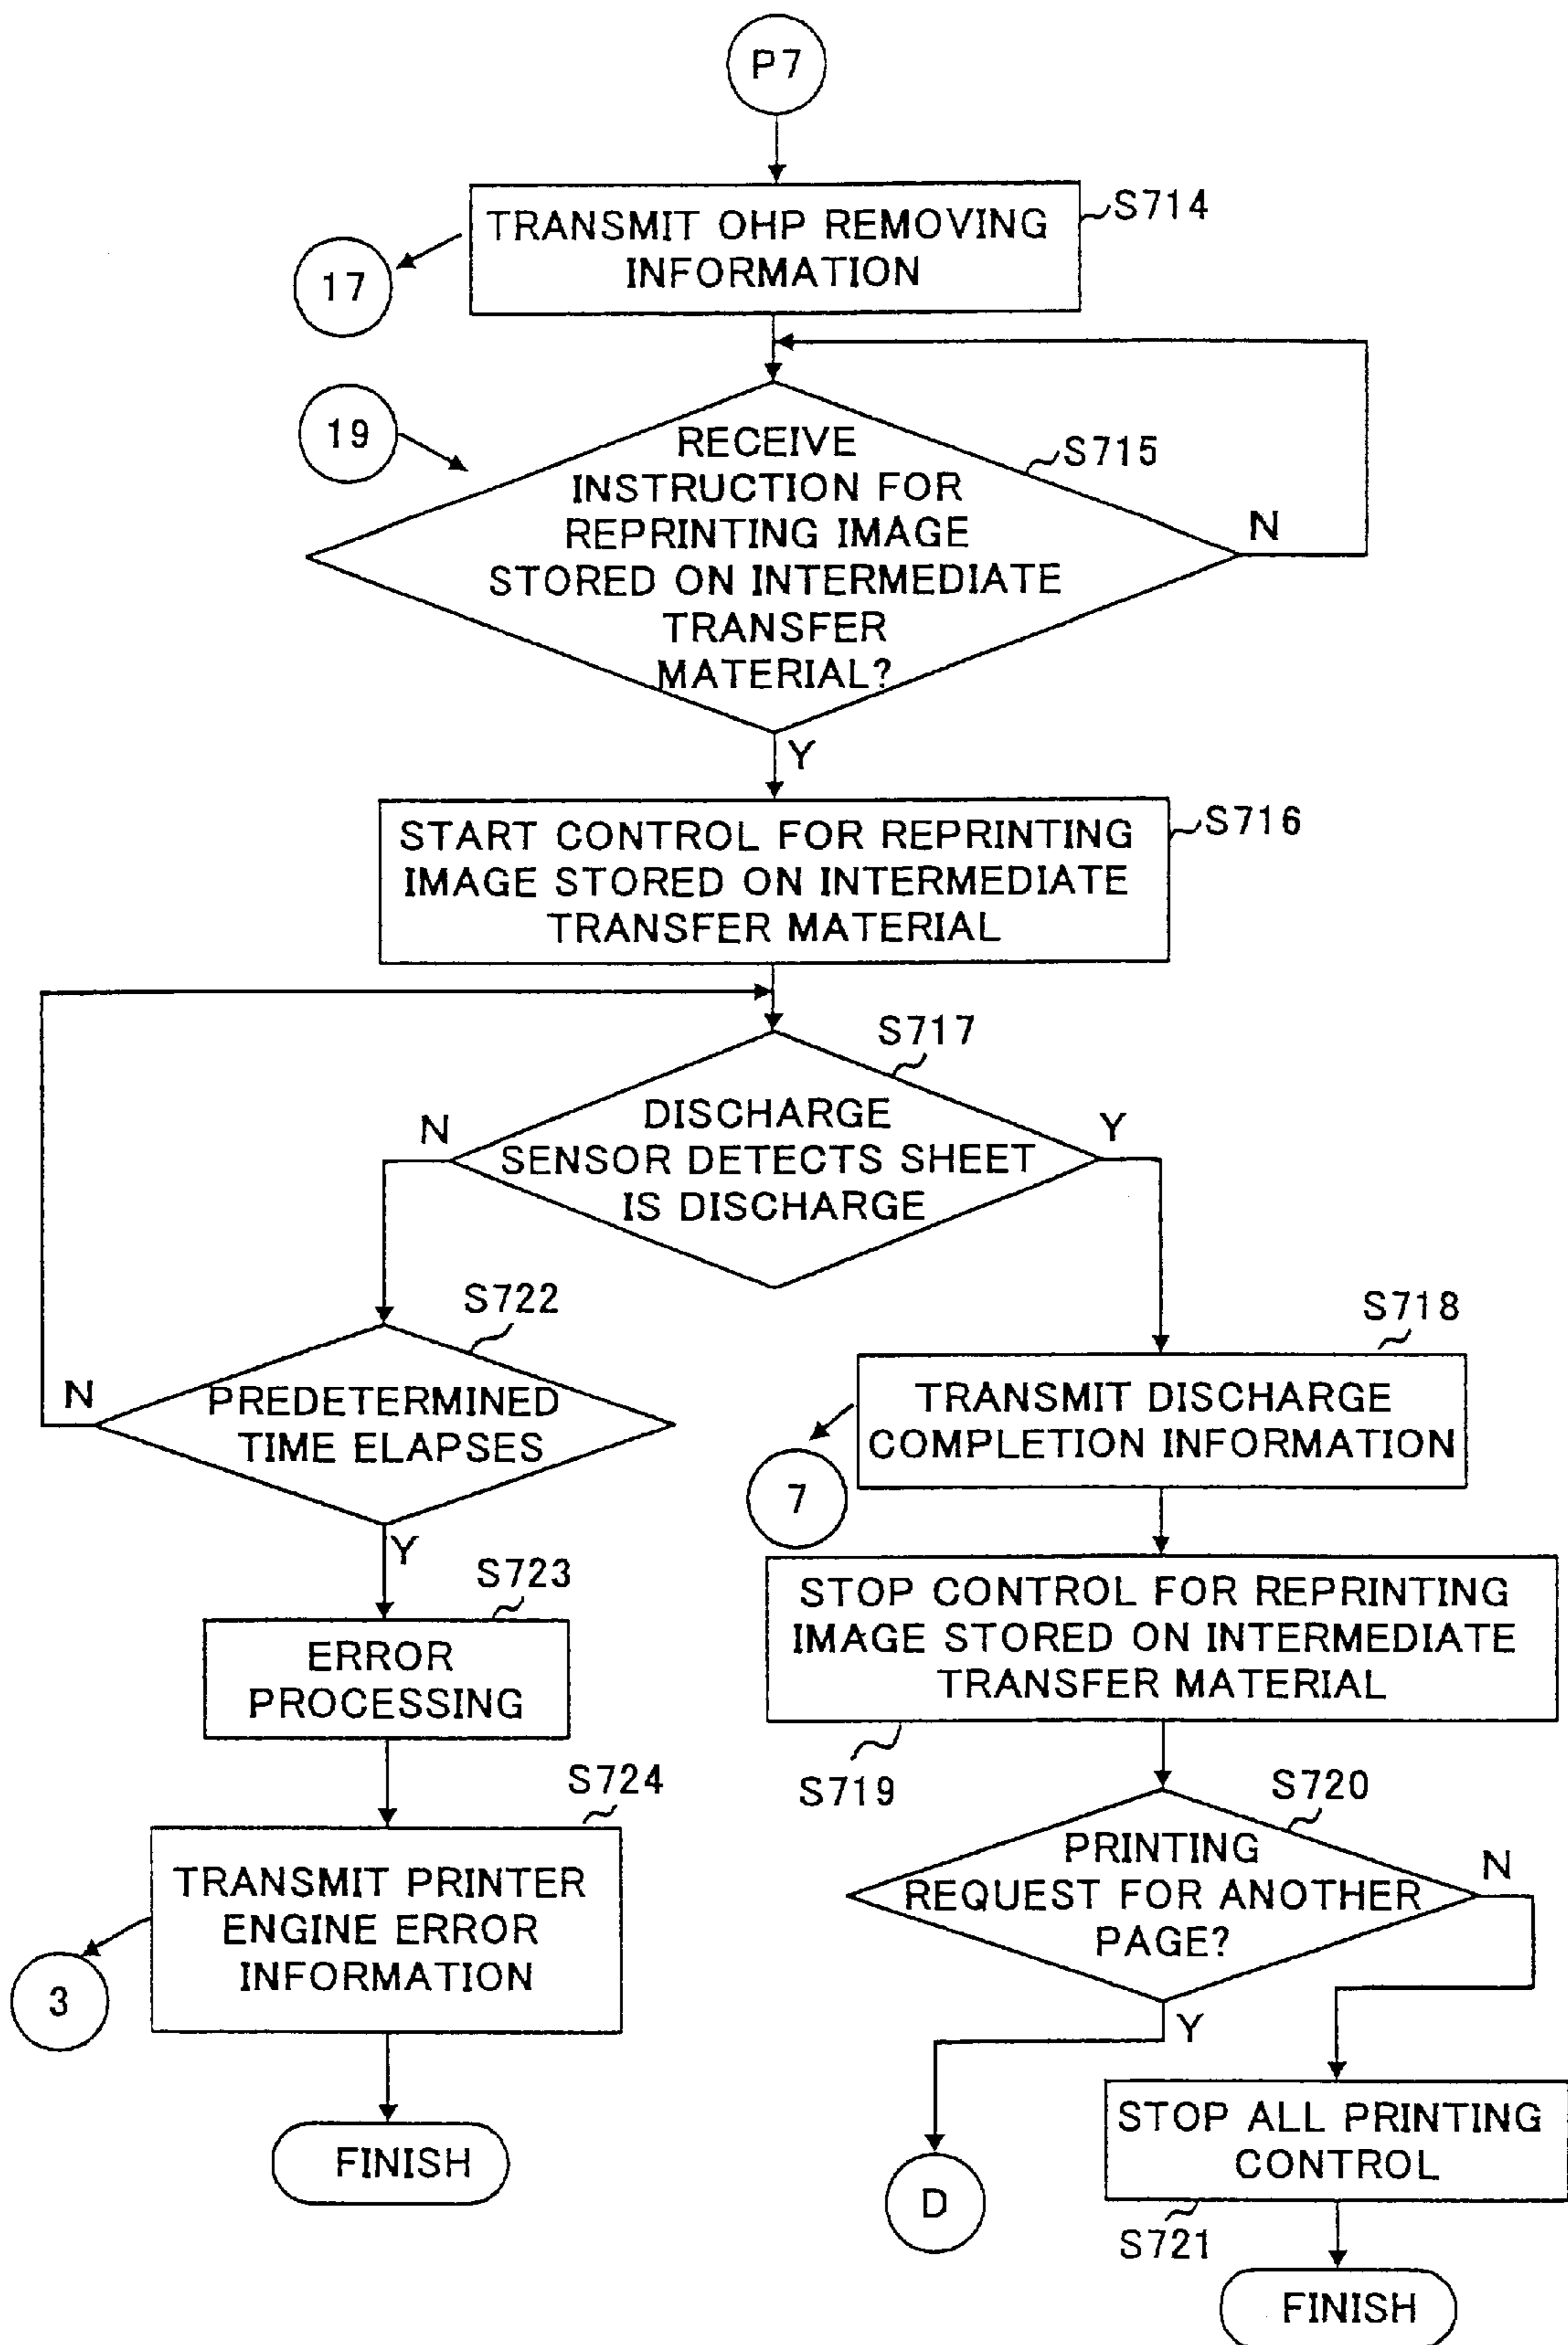 P7
TRANSMIT OHP REMOVING
INFORMATION
S714
17
19
RECEIVE
INSTRUCTION FOR
REPRINTING IMAGE
STORED ON INTERMEDIATE
TRANSFER
MATERIAL?
S715
N
Y
START CONTROL FOR REPRINTING
IMAGE STORED ON INTERMEDIATE
TRANSFER MATERIAL
S716
S717
DISCHARGE
SENSOR DETECTS SHEET
IS DISCHARGE
N
Y
S722
PREDETERMINED
TIME ELAPSES
N
Y
S723
ERROR
PROCESSING
S724
TRANSMIT PRINTER
ENGINE ERROR
INFORMATION
3
FINISH
S718
TRANSMIT DISCHARGE
COMPLETION INFORMATION
7
STOP CONTROL FOR REPRINTING
IMAGE STORED ON INTERMEDIATE
TRANSFER MATERIAL
S719
S720
PRINTING
REQUEST FOR ANOTHER
PAGE?
N
Y
D
STOP ALL PRINTING
CONTROL
S721
FINISH